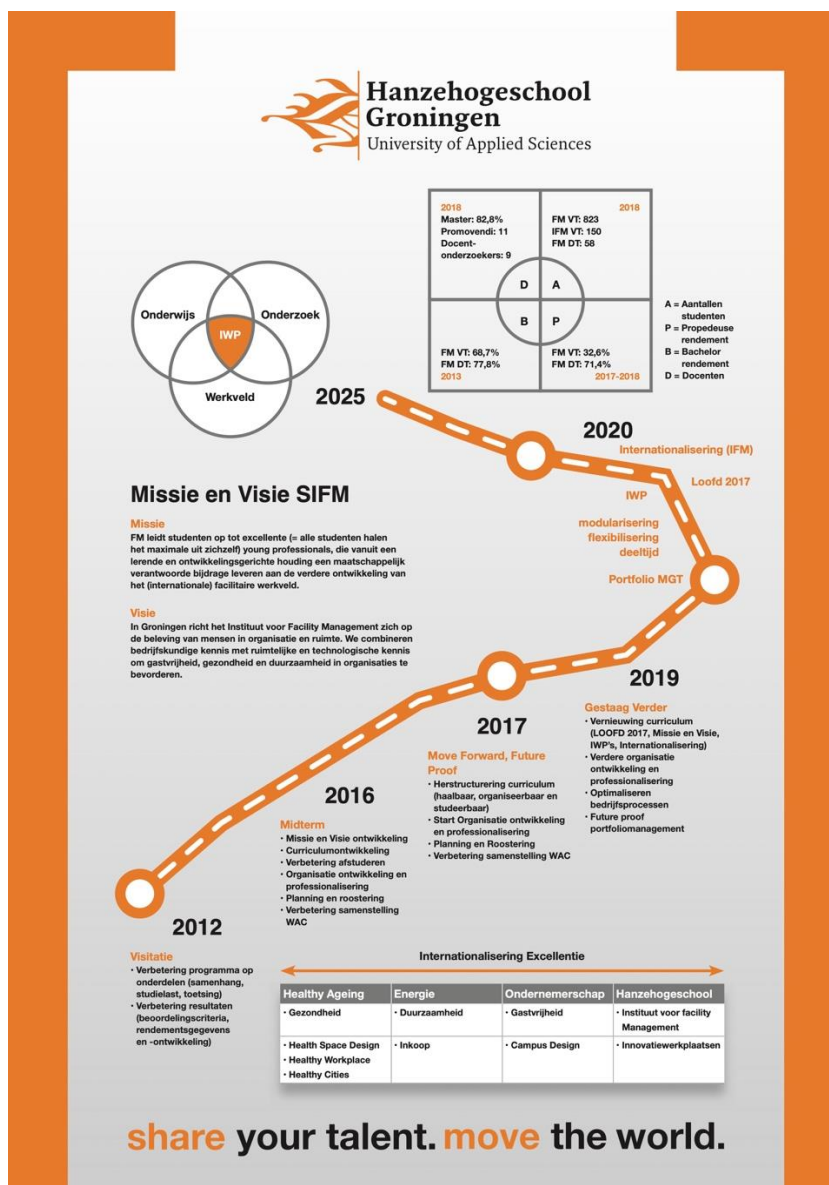 Hanzehogeschool
Groningen
University of Applied Sciences
2018
Master: 82,8%
Promovendi: 11
Docent-
onderzoekers: 9
2018
FM VT: 823
IFM VT: 150
FM DT: 58
D
A
B
P
FM VT: 68,7%
FM DT: 77,8%
2013
FM VT: 32,6%
FM DT: 71,4%
2017-2018
A = Aantallen
studenten
P = Propedeuse
rendement
B = Bachelor
rendement
D = Docenten
Onderwijs
Onderzoek
IWP
Werkveld
2025
2020
Internationalisering (IFM)
Loofd 2017
IWP
modularisering
flexibilisering
deeltijd
Portfolio MGT
Missie en Visie SIFM
Missie
FM leidt studenten op tot excellente (= alle studenten halen
het maximale uit zichzelf) young professionals, die vanuit een
lerende en ontwikkelingsgerichte houding een maatschappelijk
verantwoorde bijdrage leveren aan de verdere ontwikkeling van
het (internationale) facilitaire werkveld.
Visie
In Groningen richt het Instituut voor Facility Management zich op
de beleving van mensen in organisatie en ruimte. We combineren
bedrijfskundige kennis met ruimtelijke en technologische kennis
om gastvrijheid, gezondheid en duurzaamheid in organisaties te
bevorderen.
2019
Gestaag Verder
· Vernieuwing curriculum
(LOOFD 2017, Missie en Visie,
IWP's, Internationalisering)
· Verdere organisatie
ontwikkeling en
professionalisering
· Optimaliseren
bedrijfsprocessen
· Future proof
portfoliomanagement
2017
Move Forward, Future
Proof
· Herstructurering curriculum
(haalbaar, organiseerbaar en
studeerbaar)
· Start Organisatie ontwikkeling
en professionalisering
· Planning en Roostering
· Verbetering samenstelling WAC
2016
Midterm
· Missie en Visie ontwikkeling
· Curriculumontwikkeling
· Verbetering afstuderen
· Organisatie ontwikkeling en
professionalisering
· Planning en roostering
· Verbetering samenstelling
WAC
2012
Visitatie
· Verbetering programma op
onderdelen (samenhang,
studielast, toetsing)
· Verbetering resultaten
(beoordelingscriteria,
rendementsgegevens
en -ontwikkeling)
Internationalisering Excellentie
Healthy Ageing Energie Ondernemerschap Hanzehogeschool
· Gezondheid · Duurzaamheid · Gastvrijheid · Instituut voor facility
Management
· Health Space Design · Inkoop · Campus Design · Innovatiewerkplaatsen
· Healthy Workplace
· Healthy Cities
share your talent. move the world.